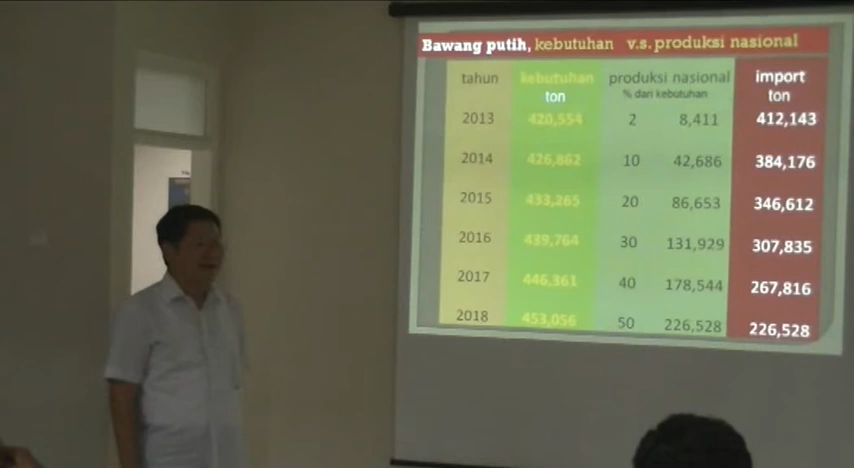 Bawang putih, kebutuhan v.s. produksi nasional
tahun kebutuhan produksi nasional import
ton % dari kebutuhan ton
2013 420,554 2 8,411 412,143
2014 426,862 10 42,686 384,176
2015 433,265 20 86,653 346,612
2016 439,764 30 131,929 307,835
2017 446,361 40 178,544 267,816
2018 453,056 50 226,528 226,528